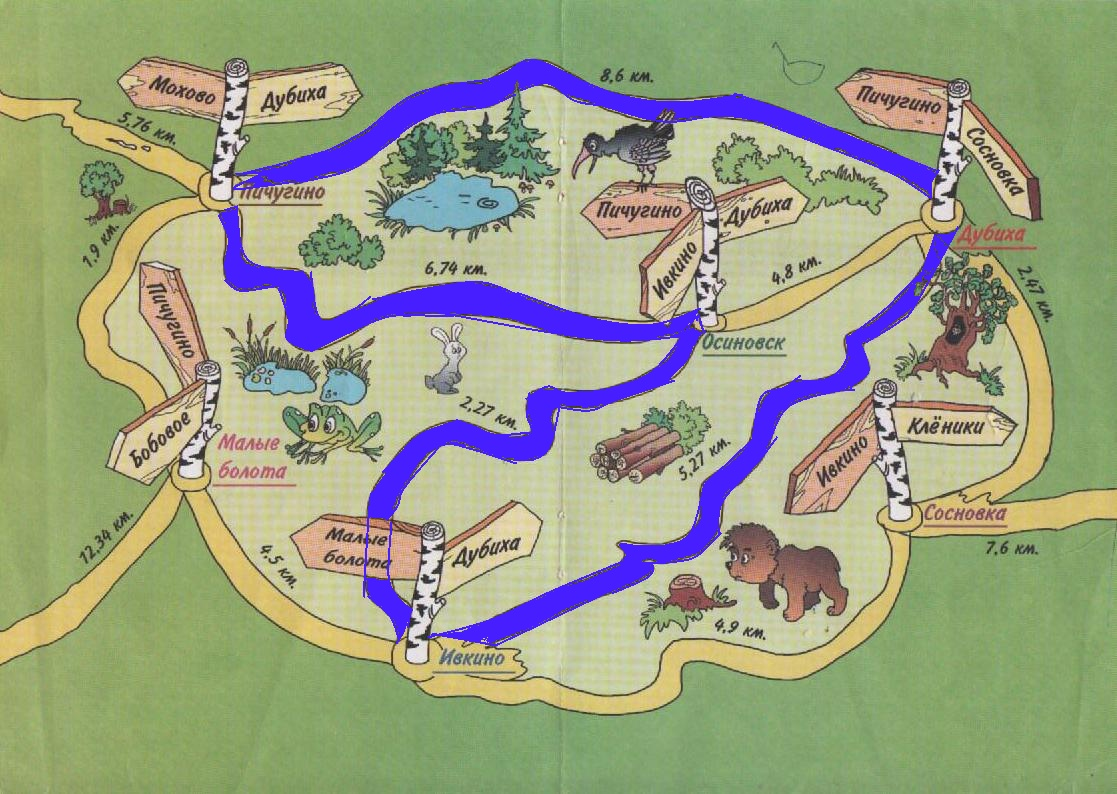 8,6 км.
Мохово
Дубиха
Пичугино
Сосновка
5,76 км.
Пичугино
Пичугино
Дубиха
Ивкино
Дубиха
1,9 км.
6,74 км.
4,8 км.
2,47 км.
Пичугино
Осиновск
Бобовое
Малые
болота
2,27 км.
5,27 км.
Ивкино
Клёники
Сосновка
12,34 км.
4,5 км.
Малые
болота
Дубиха
7,6 км.
4,9 км.
Ивкино